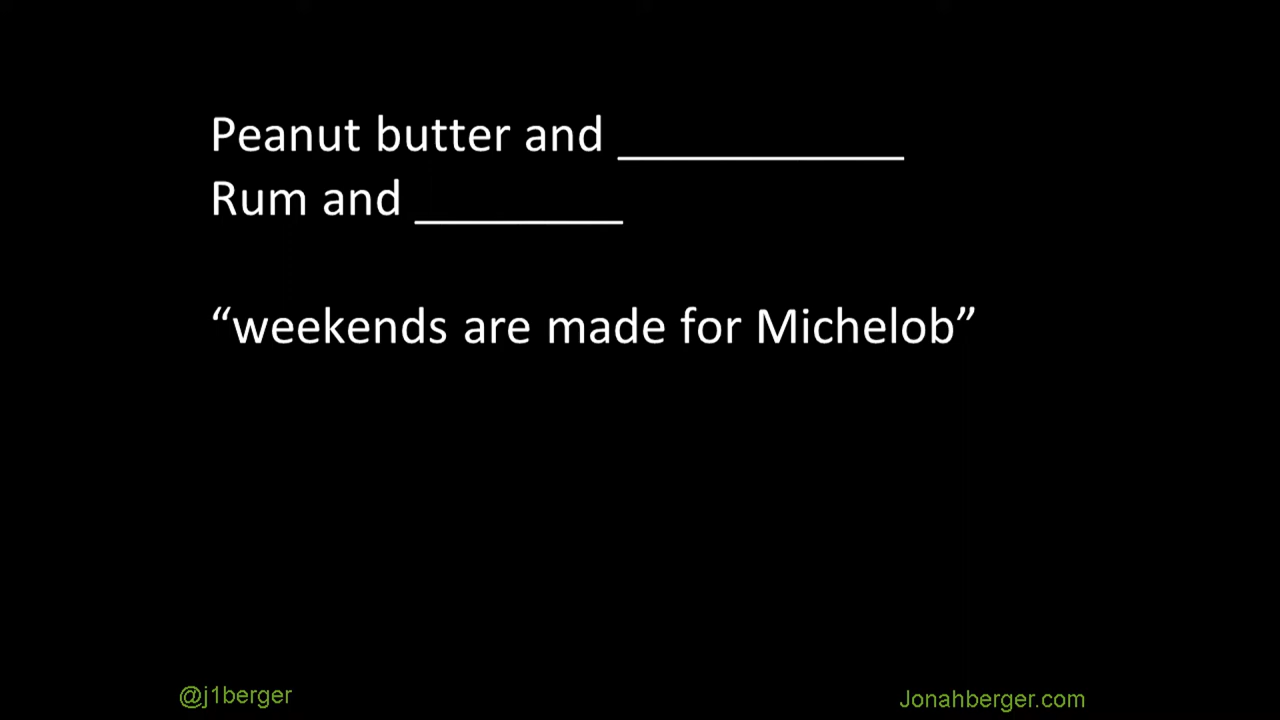 Peanut butter and ___________
Rum and ________
“weekends are made for Michelob”
@j1berger
Jonahberger.com